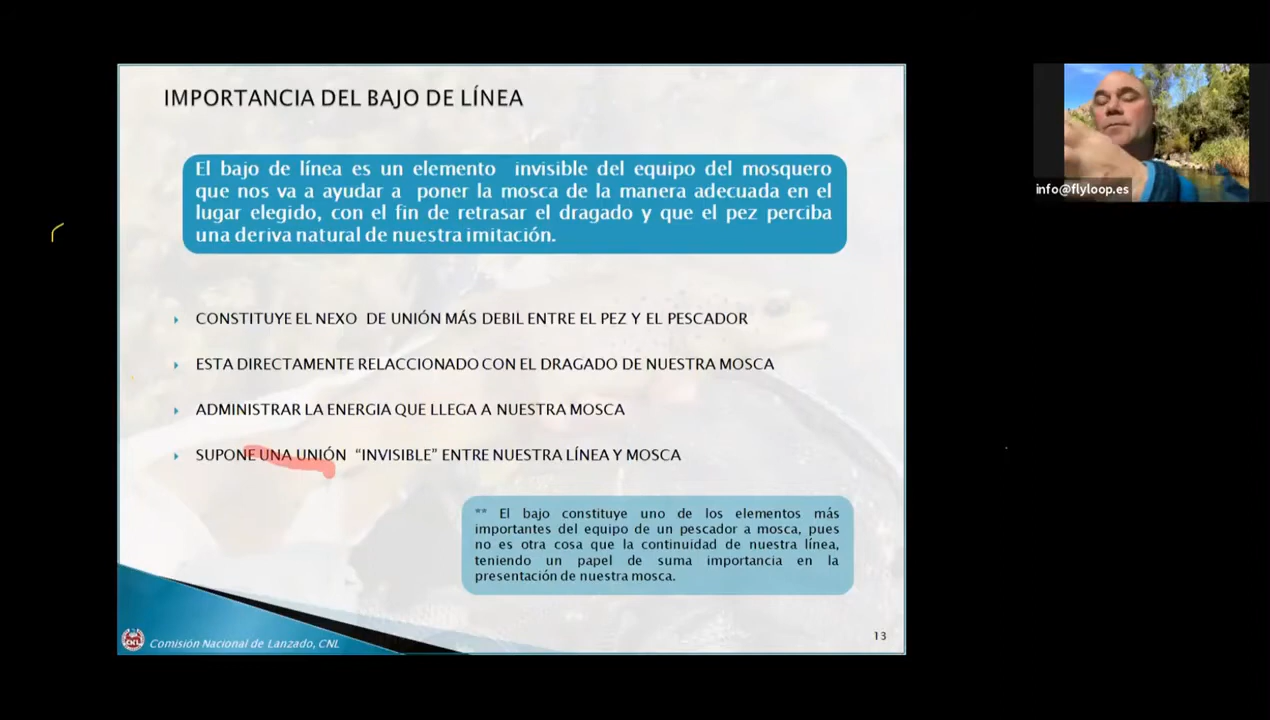 IMPORTANCIA DEL BAJO DE LÍNEA
El bajo de línea es un elemento invisible del equipo del mosquero
que nos va a ayudar a poner la mosca de la manera adecuada en el
lugar elegido, con el fin de retrasar el dragado y que el pez perciba
una deriva natural de nuestra imitación.
info@flyloop.es
CONSTITUYE EL NEXO DE UNIÓN MÁS DEBIL ENTRE EL PEZ Y EL PESCADOR
ESTA DIRECTAMENTE RELACCIONADO CON EL DRAGADO DE NUESTRA MOSCA
ADMINISTRAR LA ENERGIA QUE LLEGA A NUESTRA MOSCA
SUPONE UNA UNIÓN “INVISIBLE” ENTRE NUESTRA LÍNEA Y MOSCA
** El bajo constituye uno de los elementos más
importantes del equipo de un pescador a mosca, pues
no es otra cosa que la continuidad de nuestra línea,
teniendo un papel de suma importancia en la
presentación de nuestra mosca.
CNL
Comisión Nacional de Lanzado, CNL
13